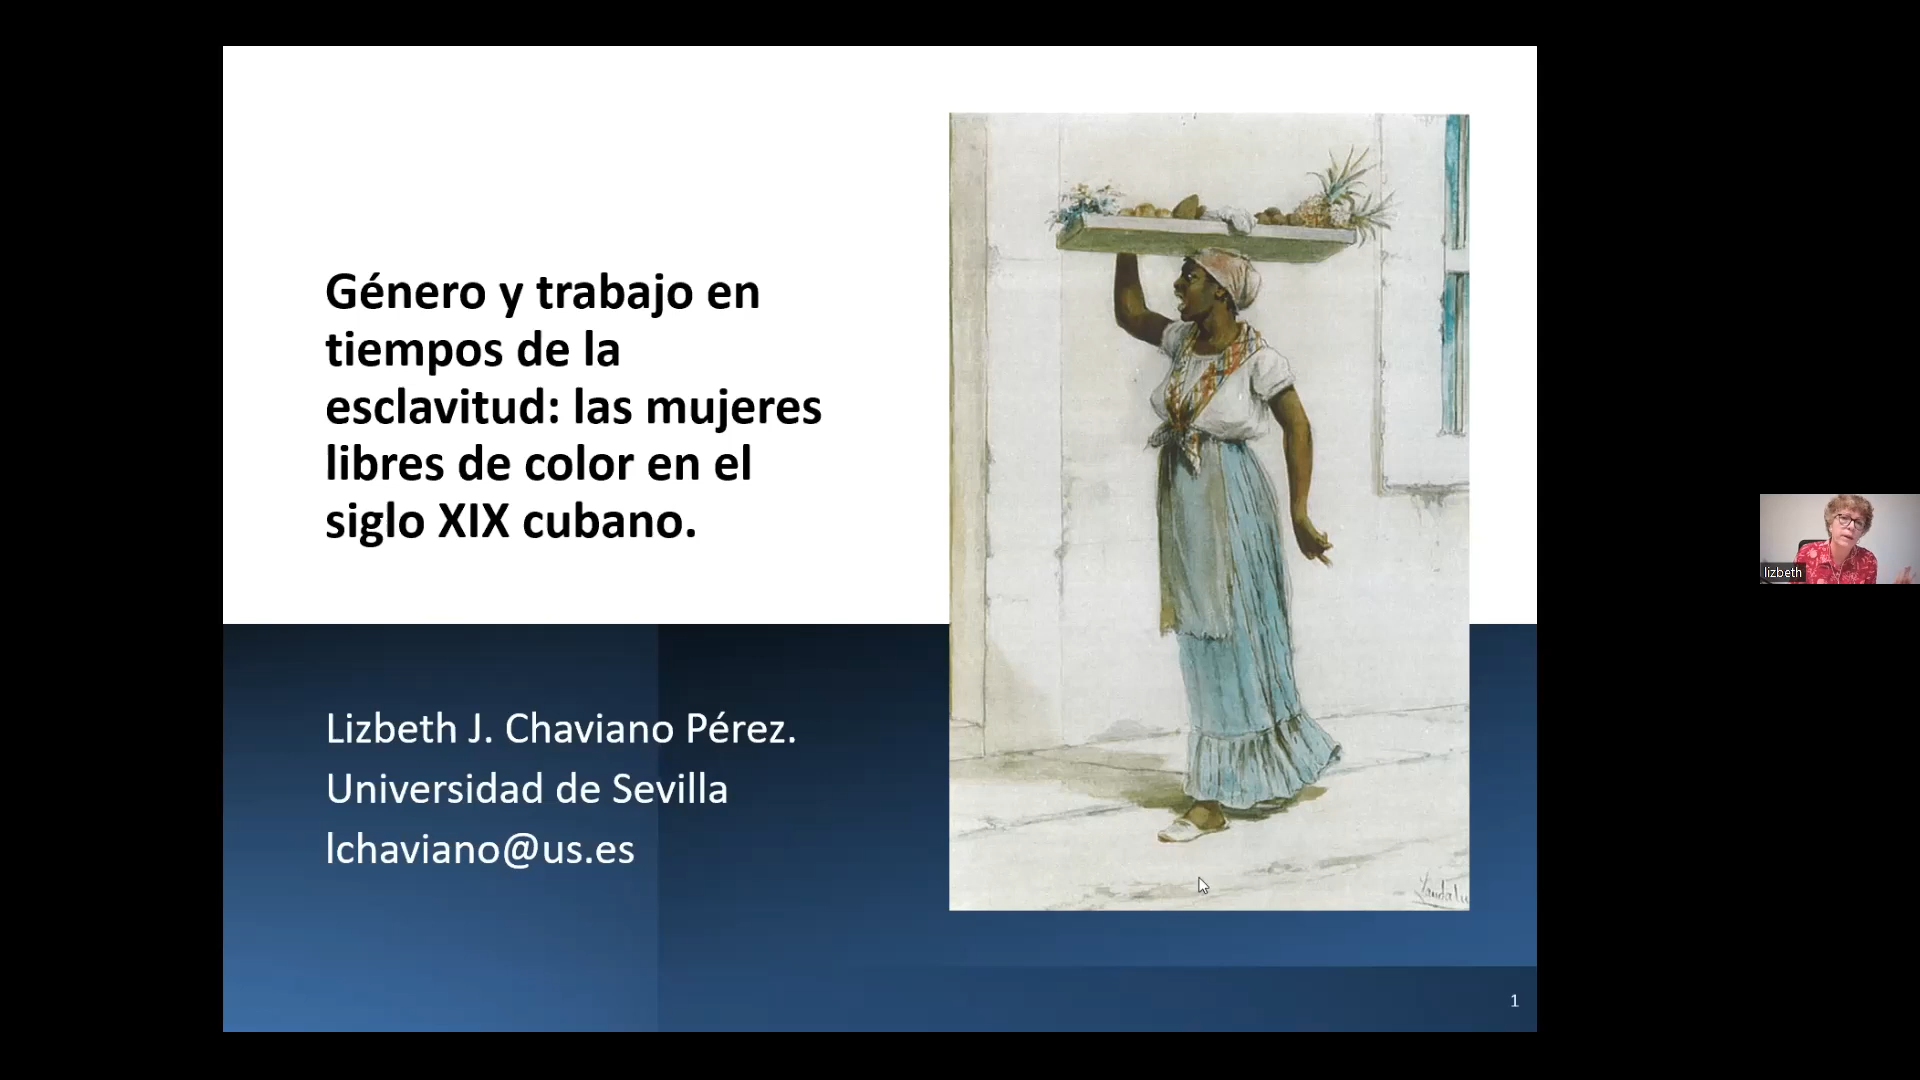 Género y trabajo en
tiempos de la
esclavitud: las mujeres
libres de color en el
siglo XIX cubano.
Lizbeth J. Chaviano Pérez.
Universidad de Sevilla
lchaviano@us.es
1
lizbeth